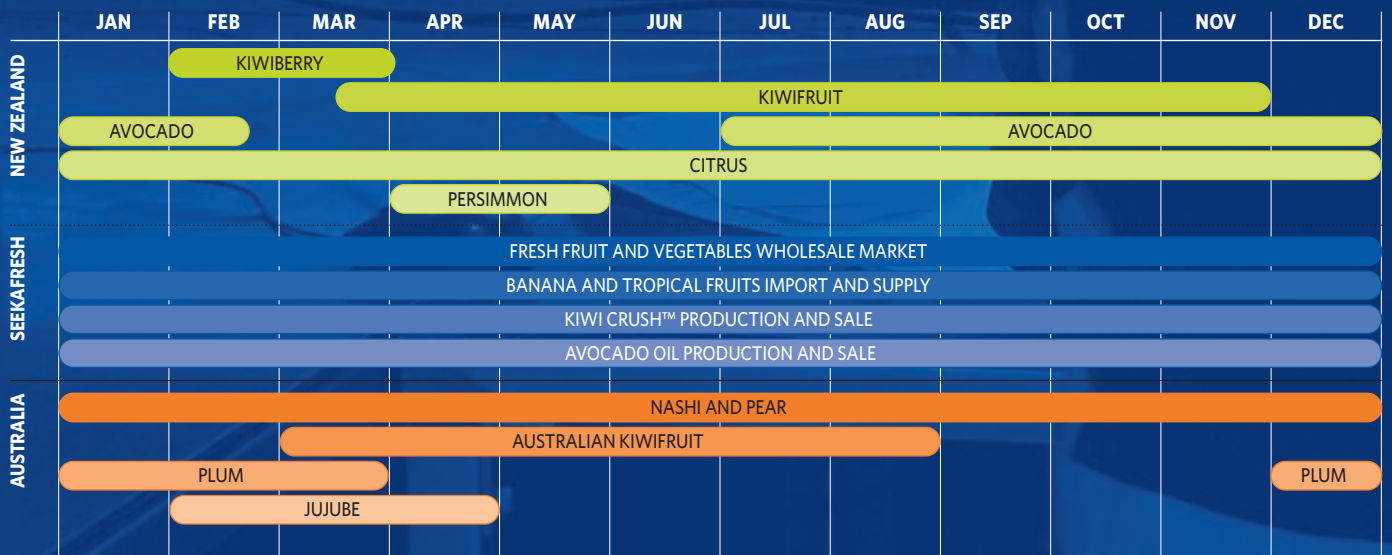 JAN FEB MAR APR MAY JUN JUL AUG SEP OCT NOV DEC
NEW ZEALAND
KIWIBERRY
KIWIFRUIT
AVOCADO AVOCADO
CITRUS
PERSIMMON
SEEKAFRESH
FRESH FRUIT AND VEGETABLES WHOLESALE MARKET
BANANA AND TROPICAL FRUITS IMPORT AND SUPPLY
KIWI CRUSH™ PRODUCTION AND SALE
AVOCADO OIL PRODUCTION AND SALE
AUSTRALIA
NASHI AND PEAR
AUSTRALIAN KIWIFRUIT
PLUM PLUM
JUJUBE